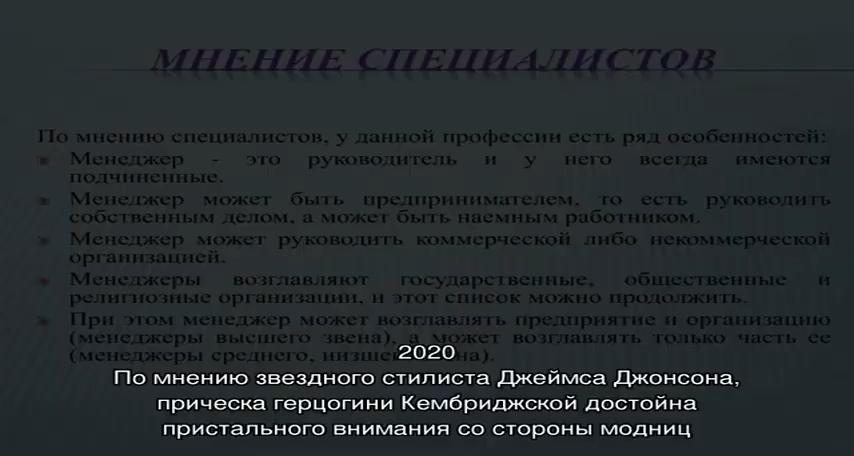 МНЕНИЕ СПЕЦИАЛИСТОВ
По мнению специалистов, у данной профессии есть ряд особенностей:
Менеджер - это руководитель и у него всегда имеются
подчиненные.
Менеджер может быть предпринимателем, то есть руководить
собственным делом, а может быть наемным работником.
Менеджер может руководить коммерческой либо некоммерческой
организацией.
Менеджеры возглавляют государственные, общественные и
религиозные организации, и этот список можно продолжить.
При этом менеджер может возглавлять предприятие и организацию
(менеджеры высшего звена), а может возглавлять только часть ее
(менеджеры среднего,
2020
По мнению звездного стилиста Джеймса Джонсона,
прическа герцогини Кембриджской достойна
пристального внимания со стороны модниц